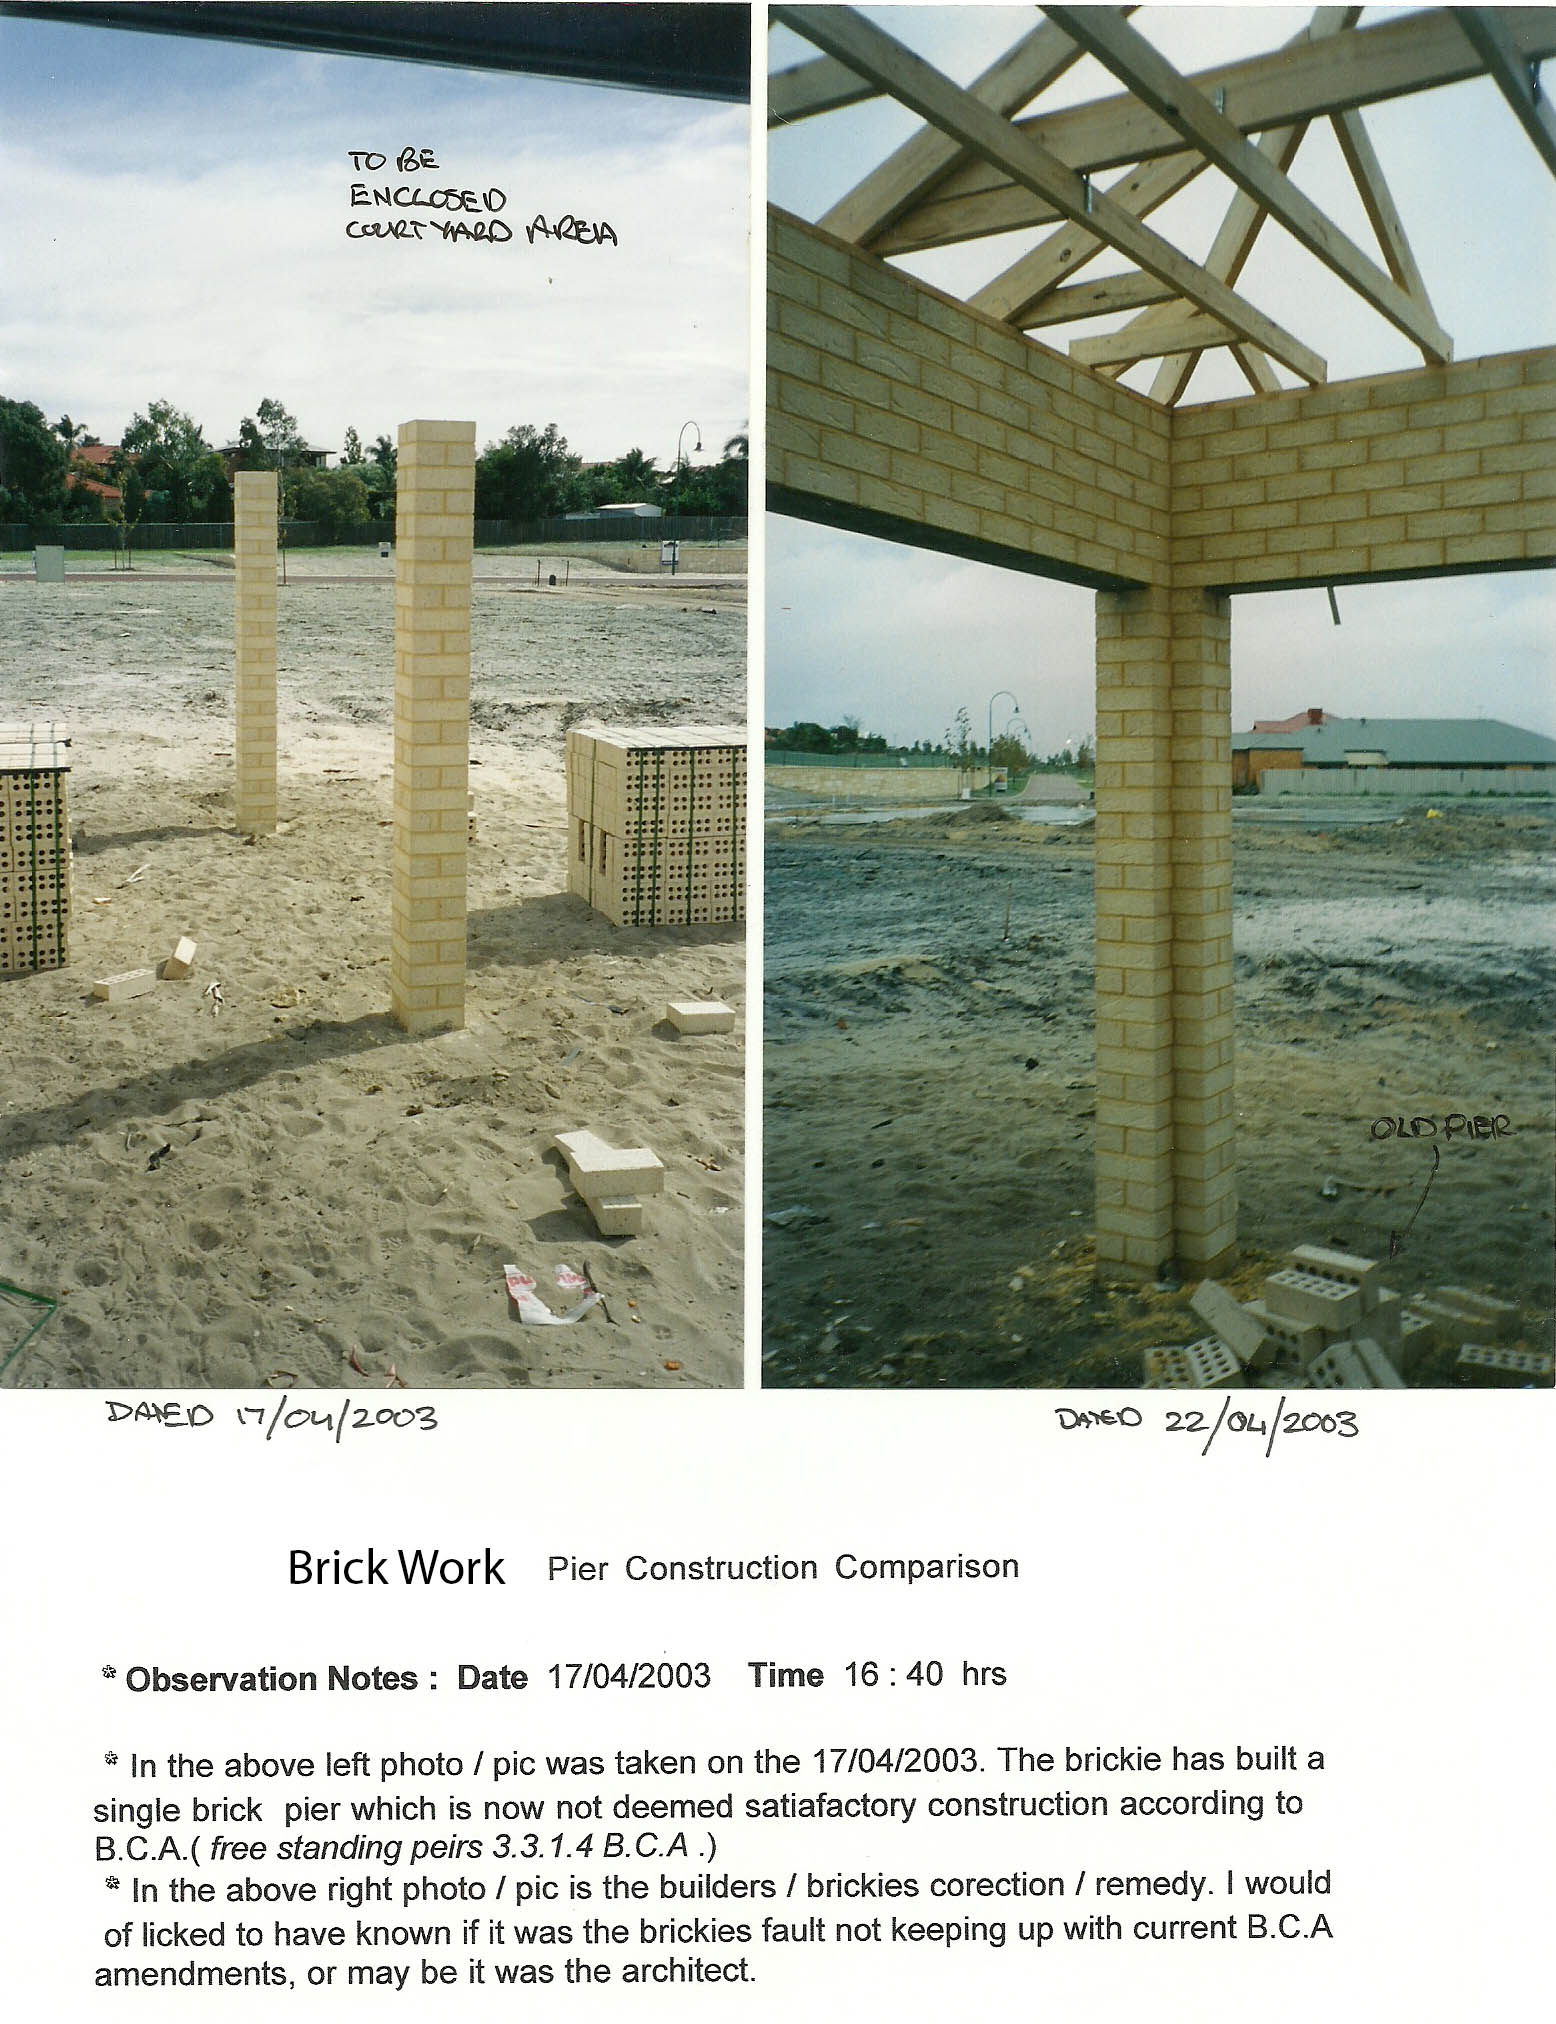 TO BE
ENCLOSED
COURTYARD AREA
OLD PIER
DATED 17/04/2003
DATED 22/04/2003
Brick Work Pier Construction Comparison
* Observation Notes : Date 17/04/2003 Time 16 : 40 hrs
* In the above left photo / pic was taken on the 17/04/2003. The brickie has built a
single brick pier which is now not deemed satiafactory construction according to
B.C.A.( free standing peirs 3.3.1.4 B.C.A .)
* In the above right photo / pic is the builders / brickies corection / remedy. I would
of licked to have known if it was the brickies fault not keeping up with current B.C.A
amendments, or may be it was the architect.